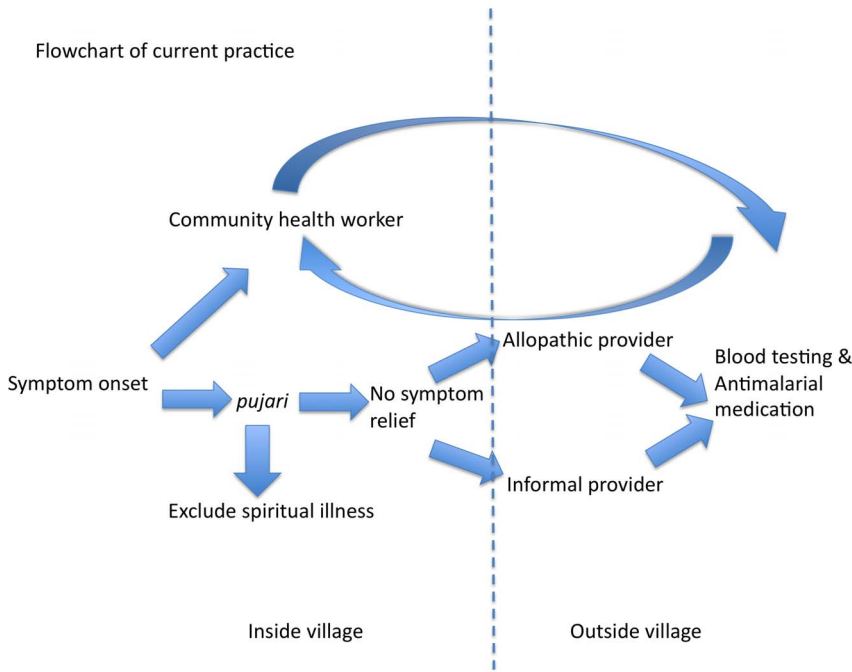 Flowchart of current practice
Community health worker
Allopathic provider
Blood testing &
Antimalarial
medication
Symptom onset
pujari
No symptom
relief
Informal provider
Exclude spiritual illness
Inside village
Outside village